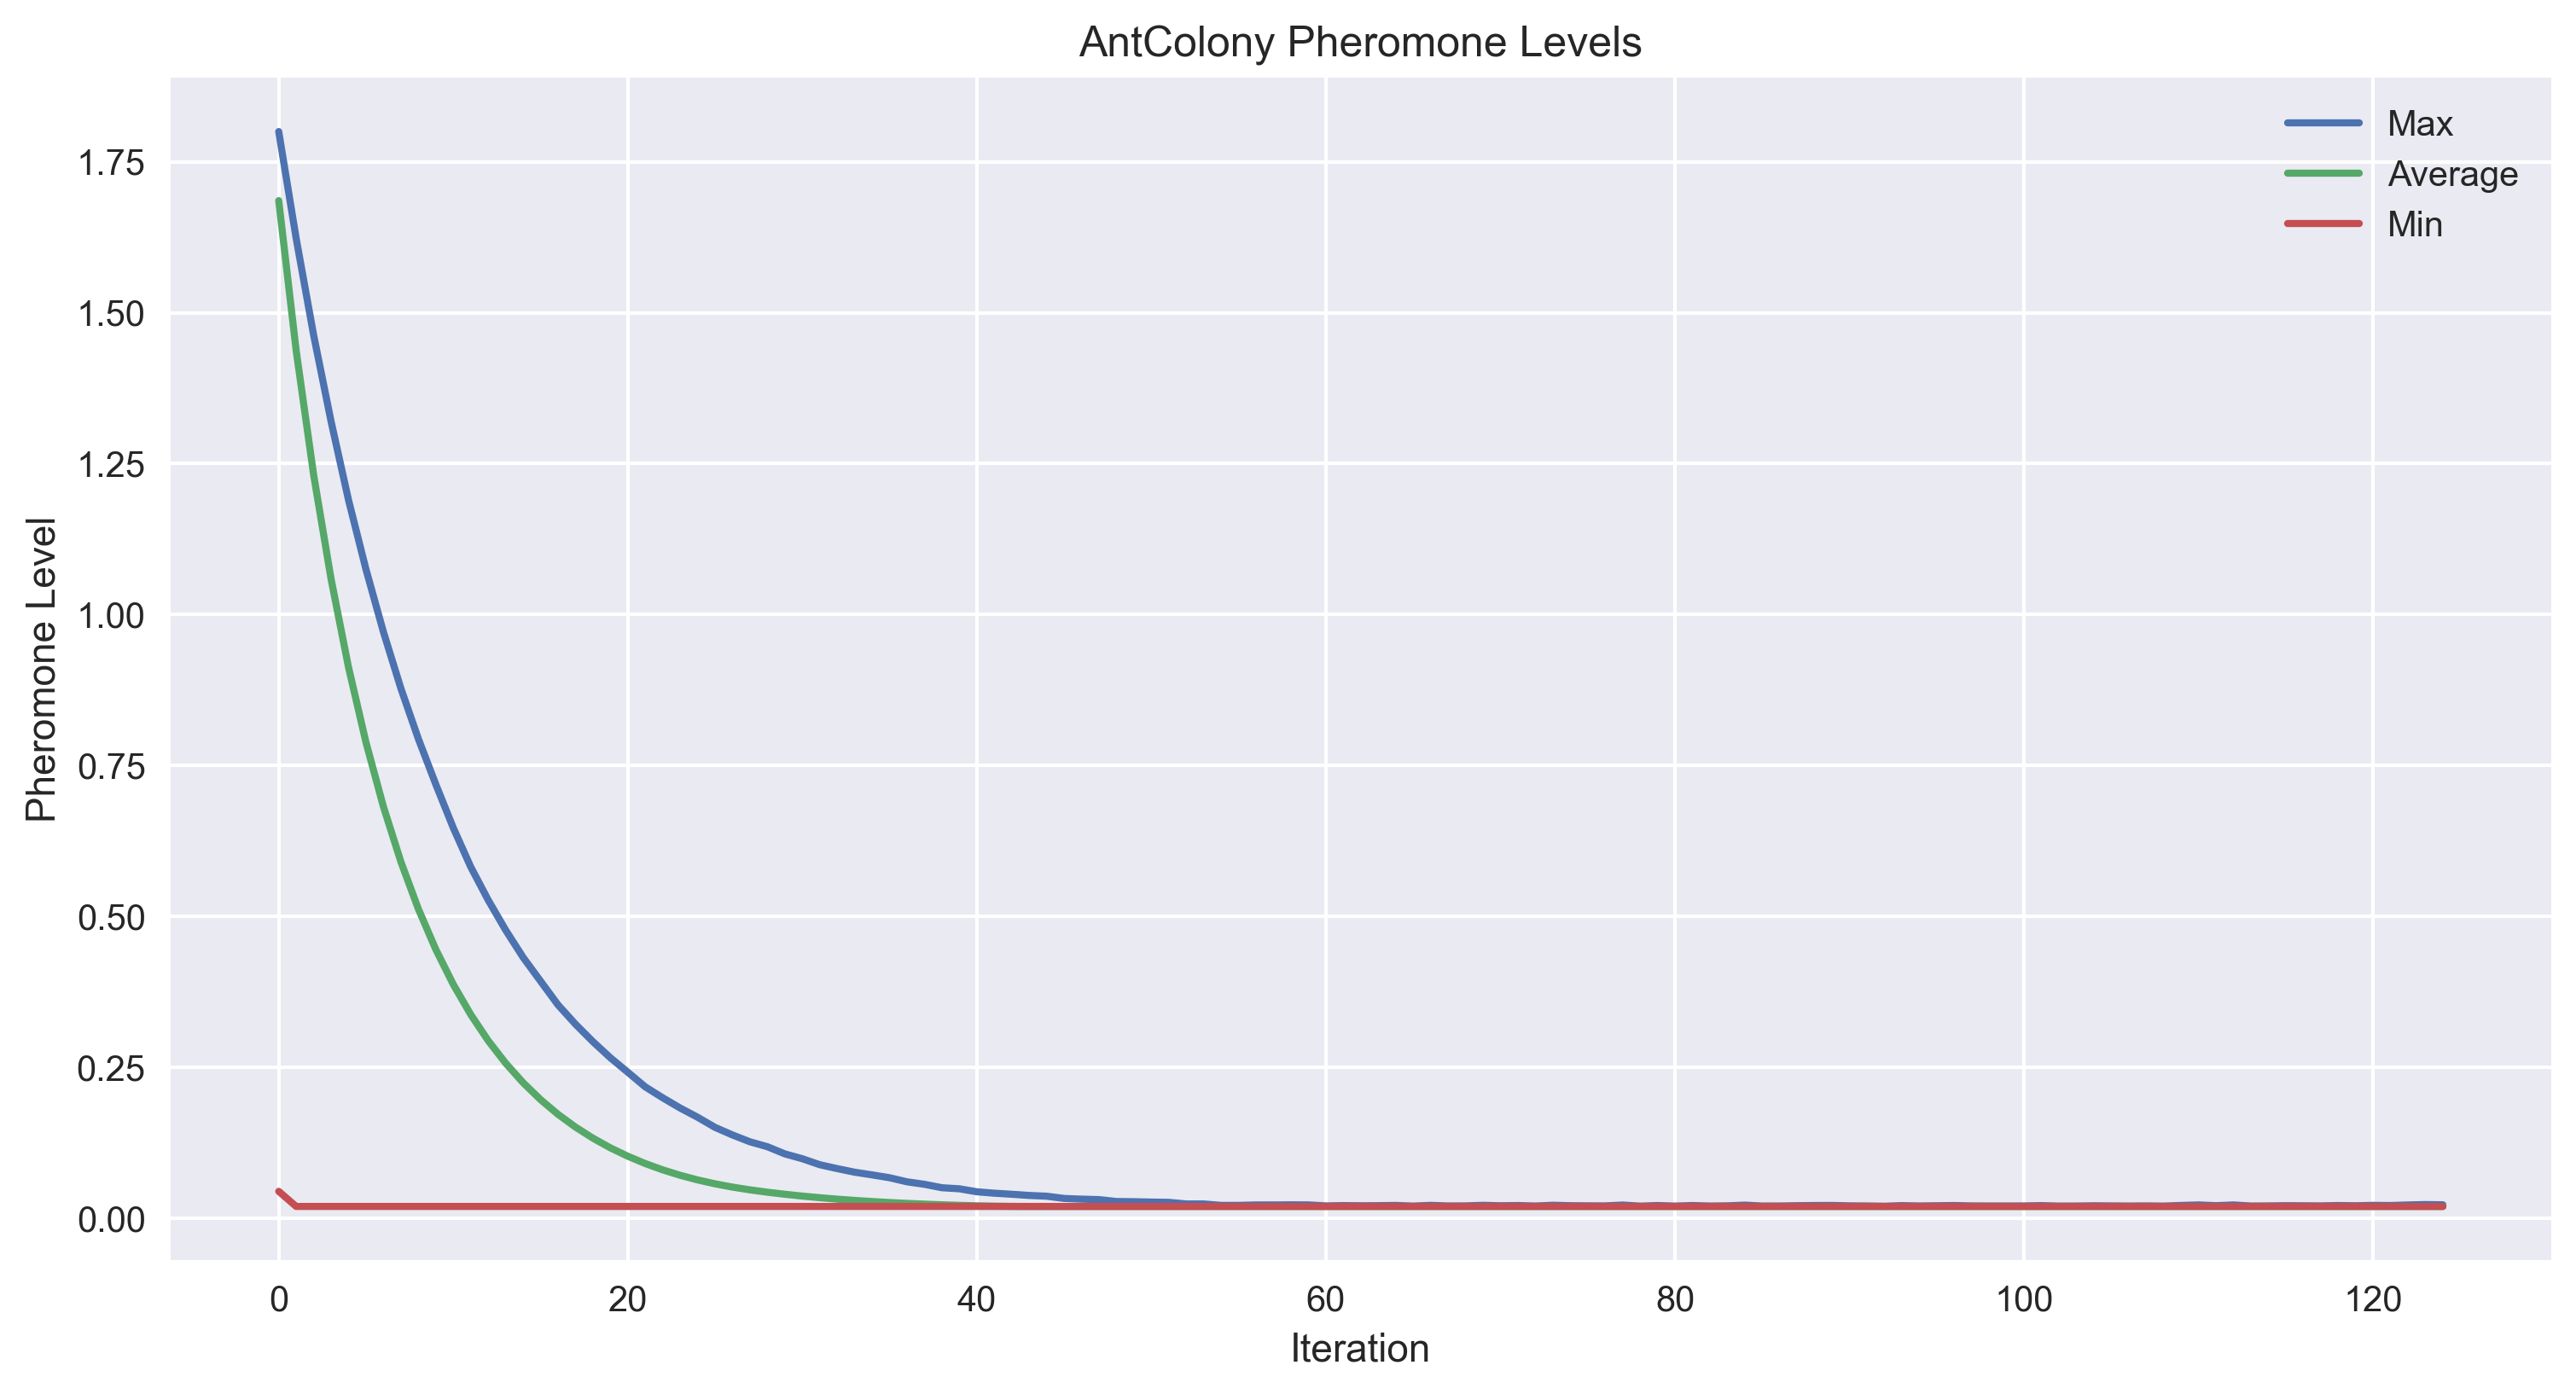 AntColony Pheromone Levels
Max
Average
Min
1.75
1.50
1.25
1.00
0.75
0.50
0.25
0.00
Pheromone Level
0 20 40 60 80 100 120
Iteration